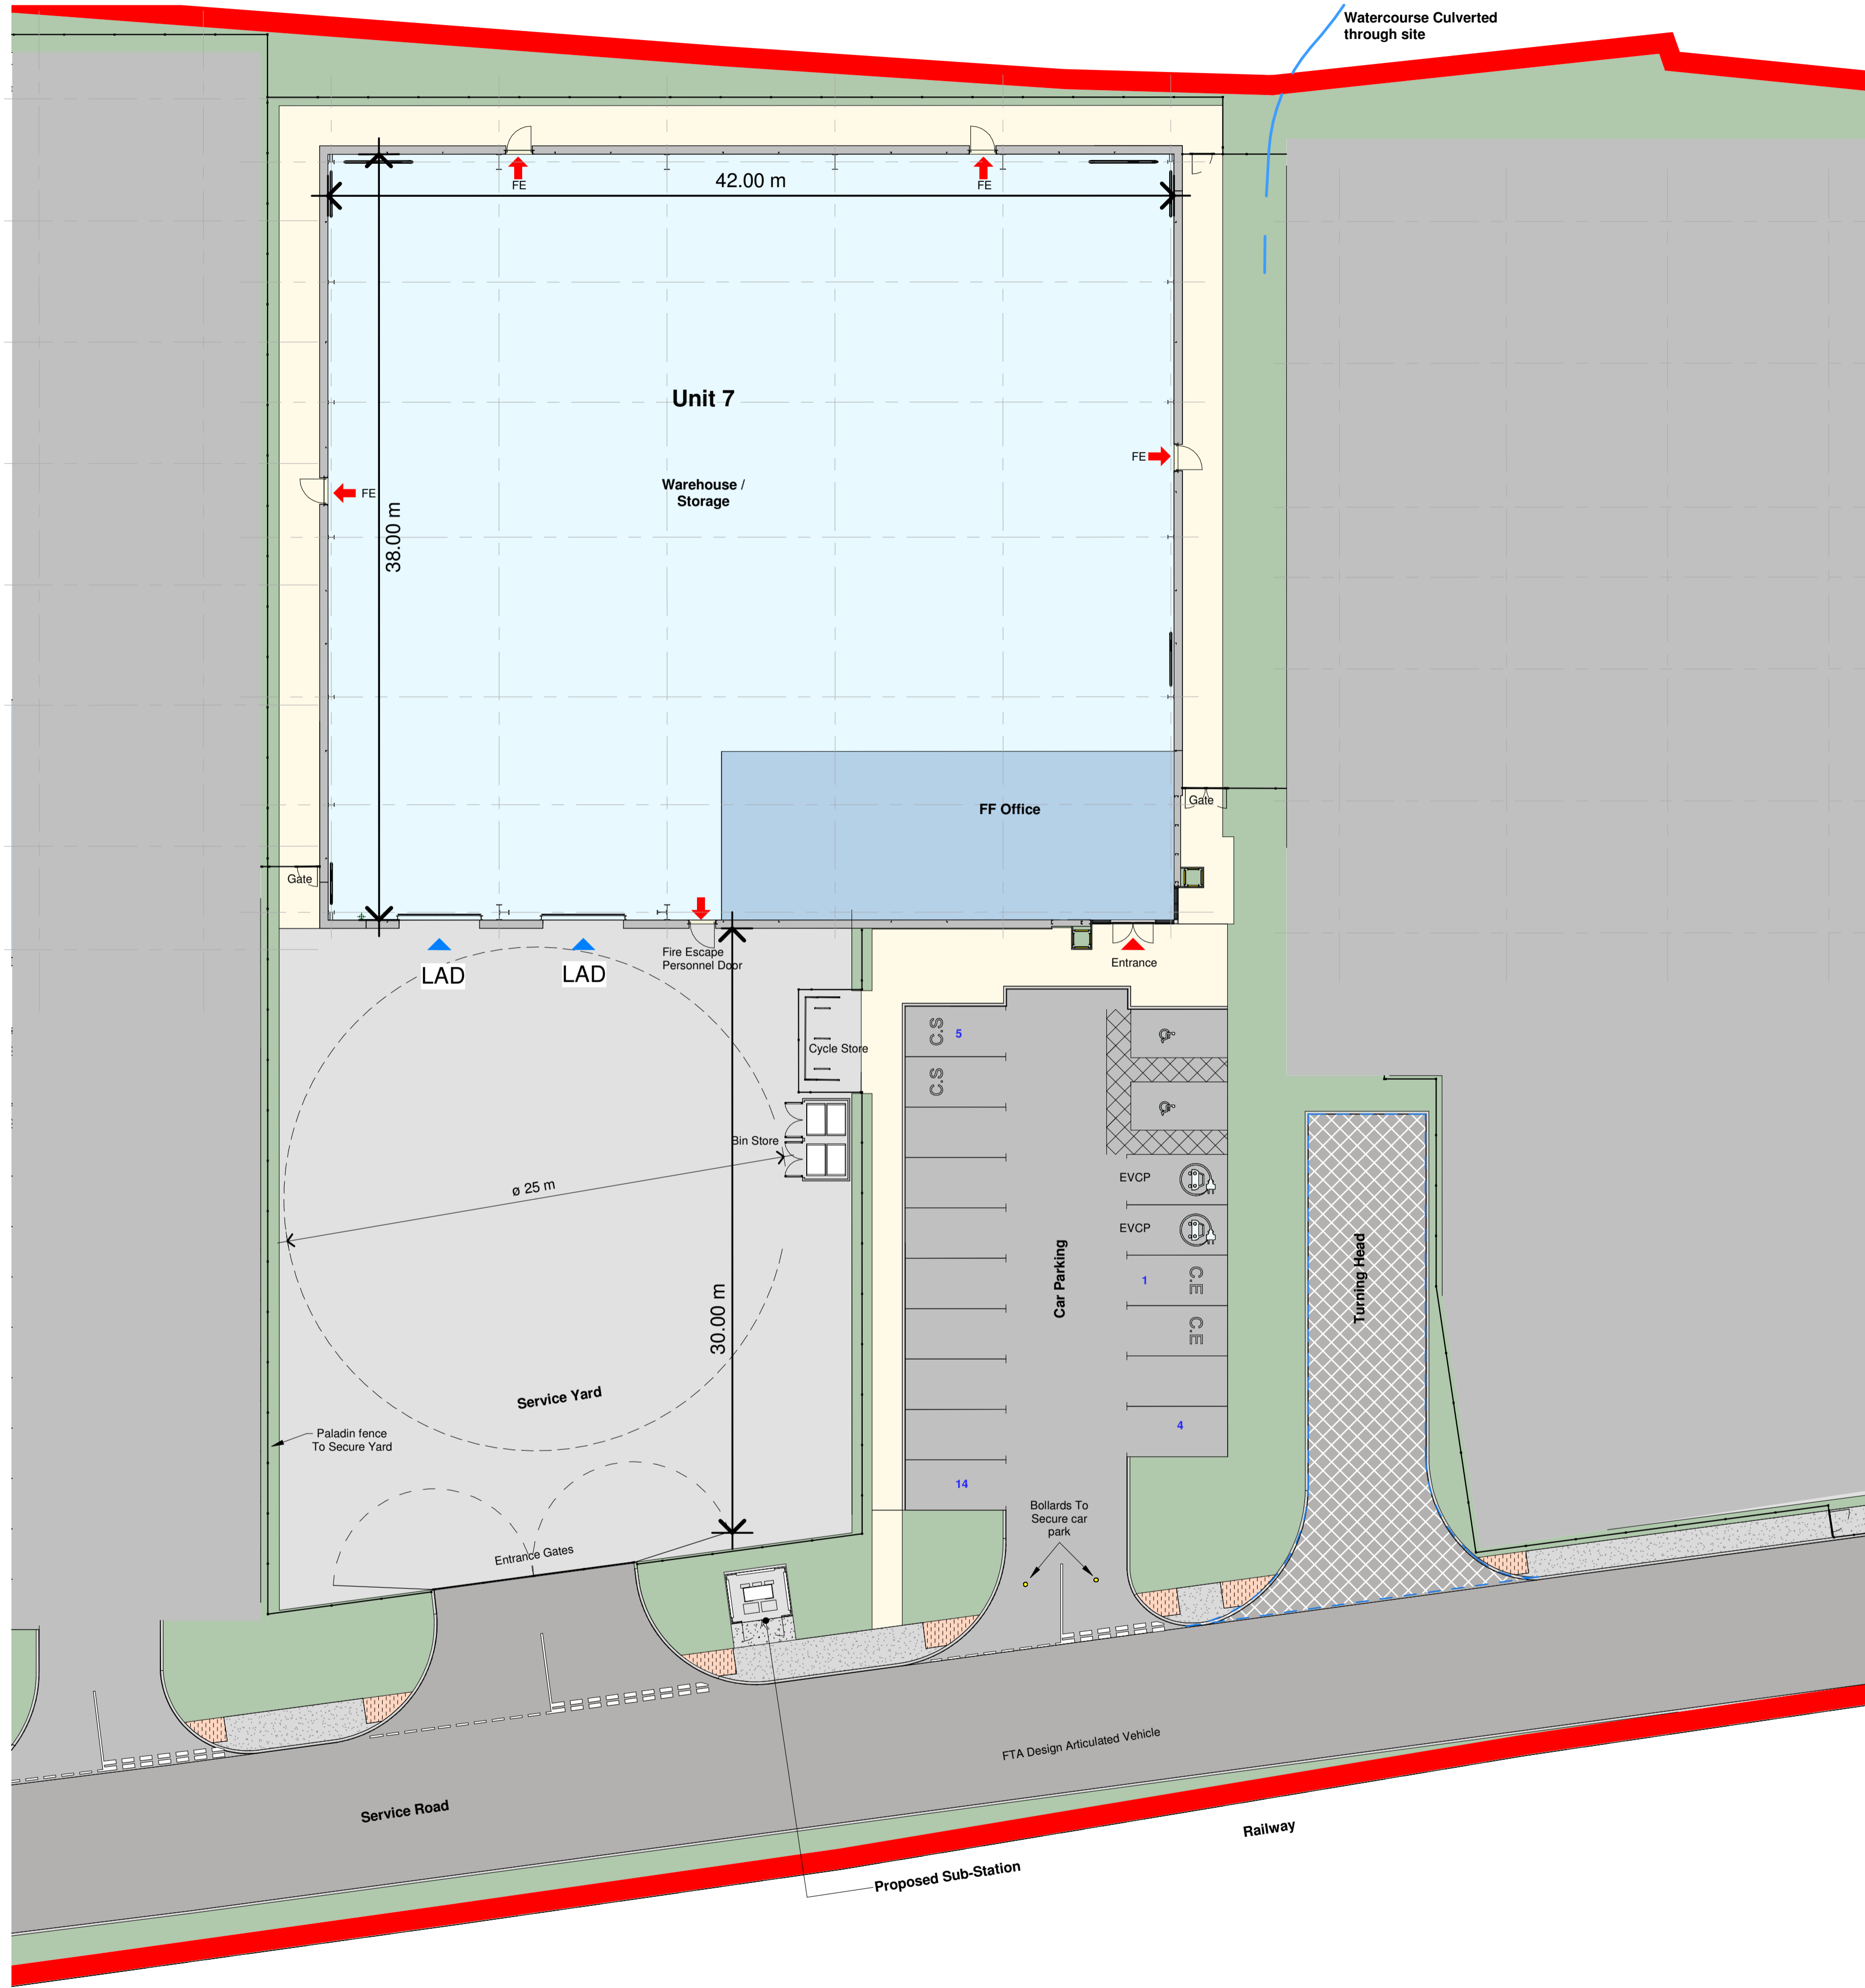 Watercourse Culverted
through site
FE
FE
42.00 m
Unit 7
FE
Warehouse /
Storage
FE
38.00 m
FF Office
Gate
Gate
Fire Escape
Personnel Door
Entrance
LAD
LAD
C.S
5
Cycle Store
C.S
Bin Store
EVCP
ø 25 m
EVCP
Car Parking
1
C.E
Turning Head
30.00 m
C.E
Service Yard
4
Paladin fence
To Secure Yard
14
Bollards To
Secure car
park
Entrance Gates
FTA Design Articulated Vehicle
Service Road
Railway
Proposed Sub-Station